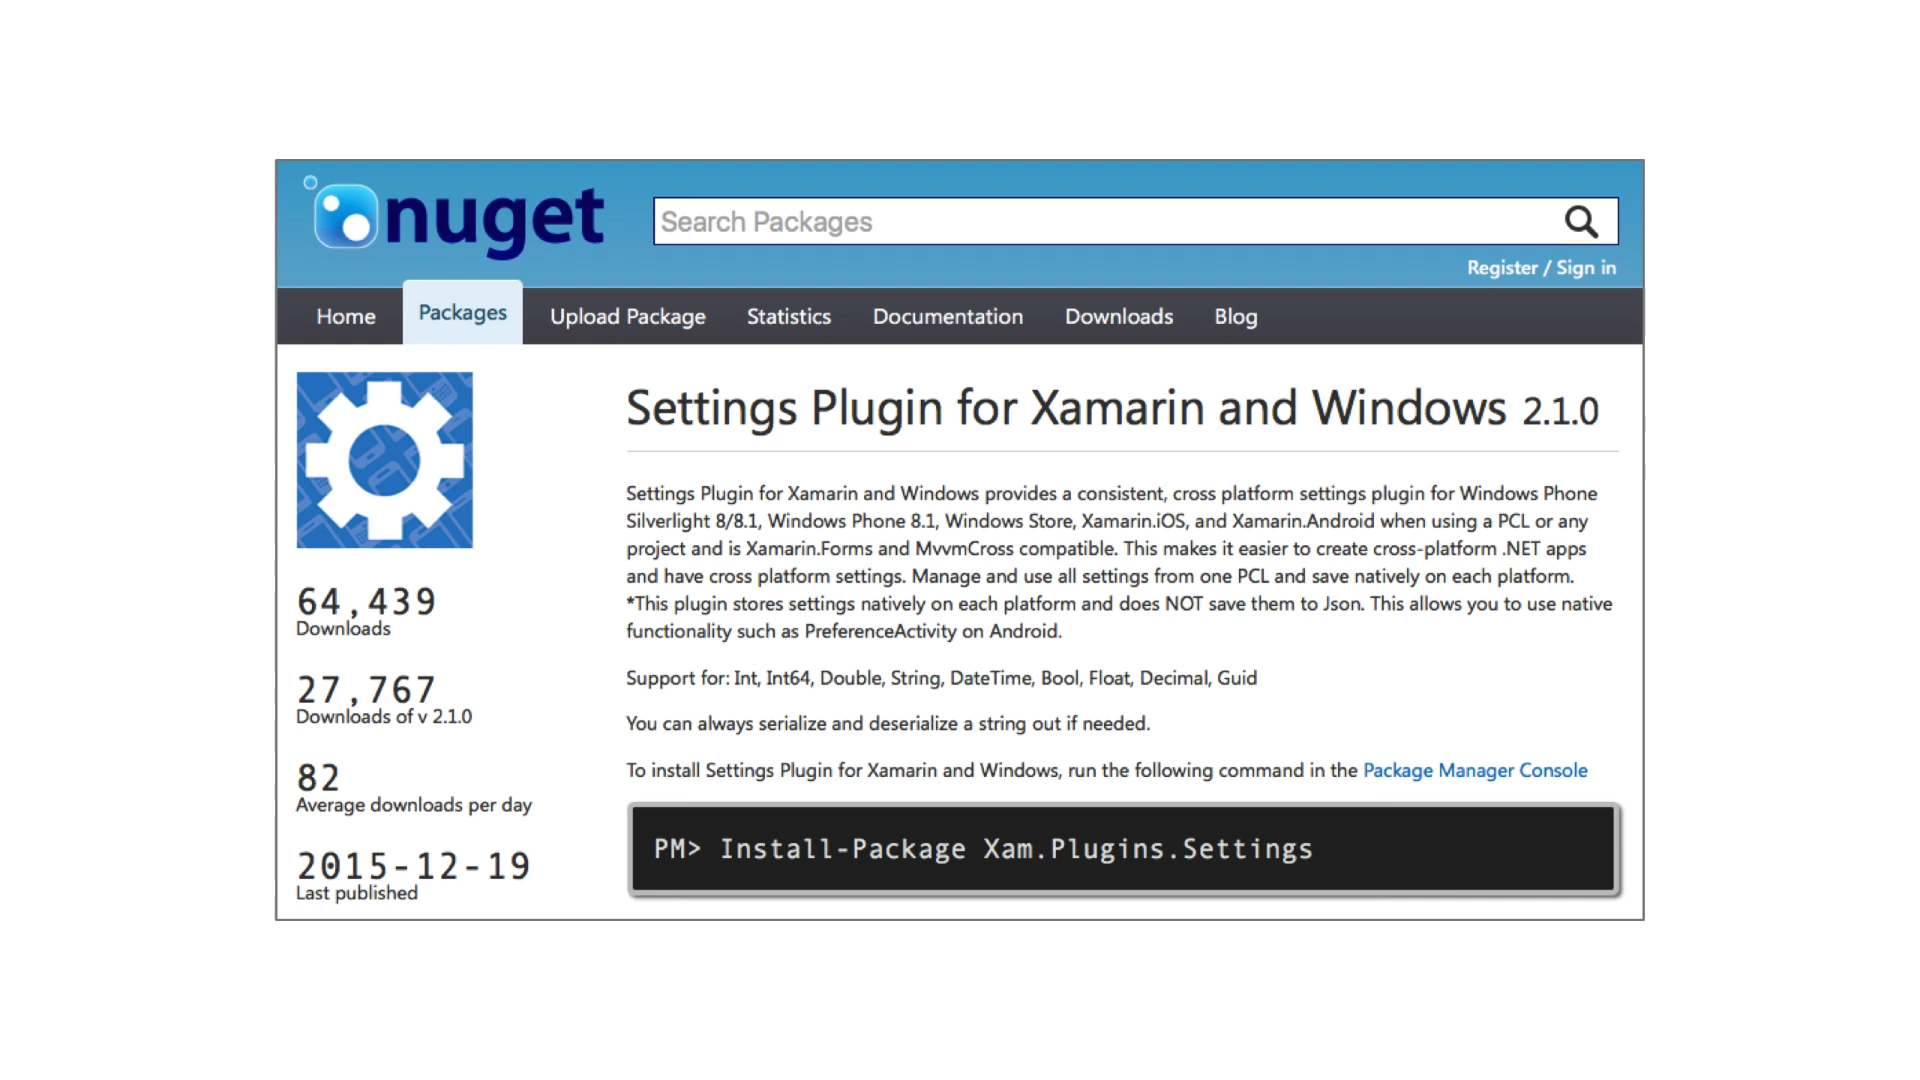 nuget
Search Packages
Register / Sign in
Home Packages Upload Package Statistics Documentation Downloads Blog
Settings Plugin for Xamarin and Windows 2.1.0
Settings Plugin for Xamarin and Windows provides a consistent, cross platform settings plugin for Windows Phone
Silverlight 8/8.1, Windows Phone 8.1, Windows Store, Xamarin.iOS, and Xamarin.Android when using a PCL or any
project and is Xamarin.Forms and MvvmCross compatible. This makes it easier to create cross-platform .NET apps
and have cross platform settings. Manage and use all settings from one PCL and save natively on each platform.
*This plugin stores settings natively on each platform and does NOT save them to Json. This allows you to use native
functionality such as PreferenceActivity on Android.
Support for: Int, Int64, Double, String, DateTime, Bool, Float, Decimal, Guid
You can always serialize and deserialize a string out if needed.
To install Settings Plugin for Xamarin and Windows, run the following command in the Package Manager Console
PM> Install-Package Xam.Plugins.Settings
64,439
Downloads
27,767
Downloads of v 2.1.0
82
Average downloads per day
2015-12-19
Last published